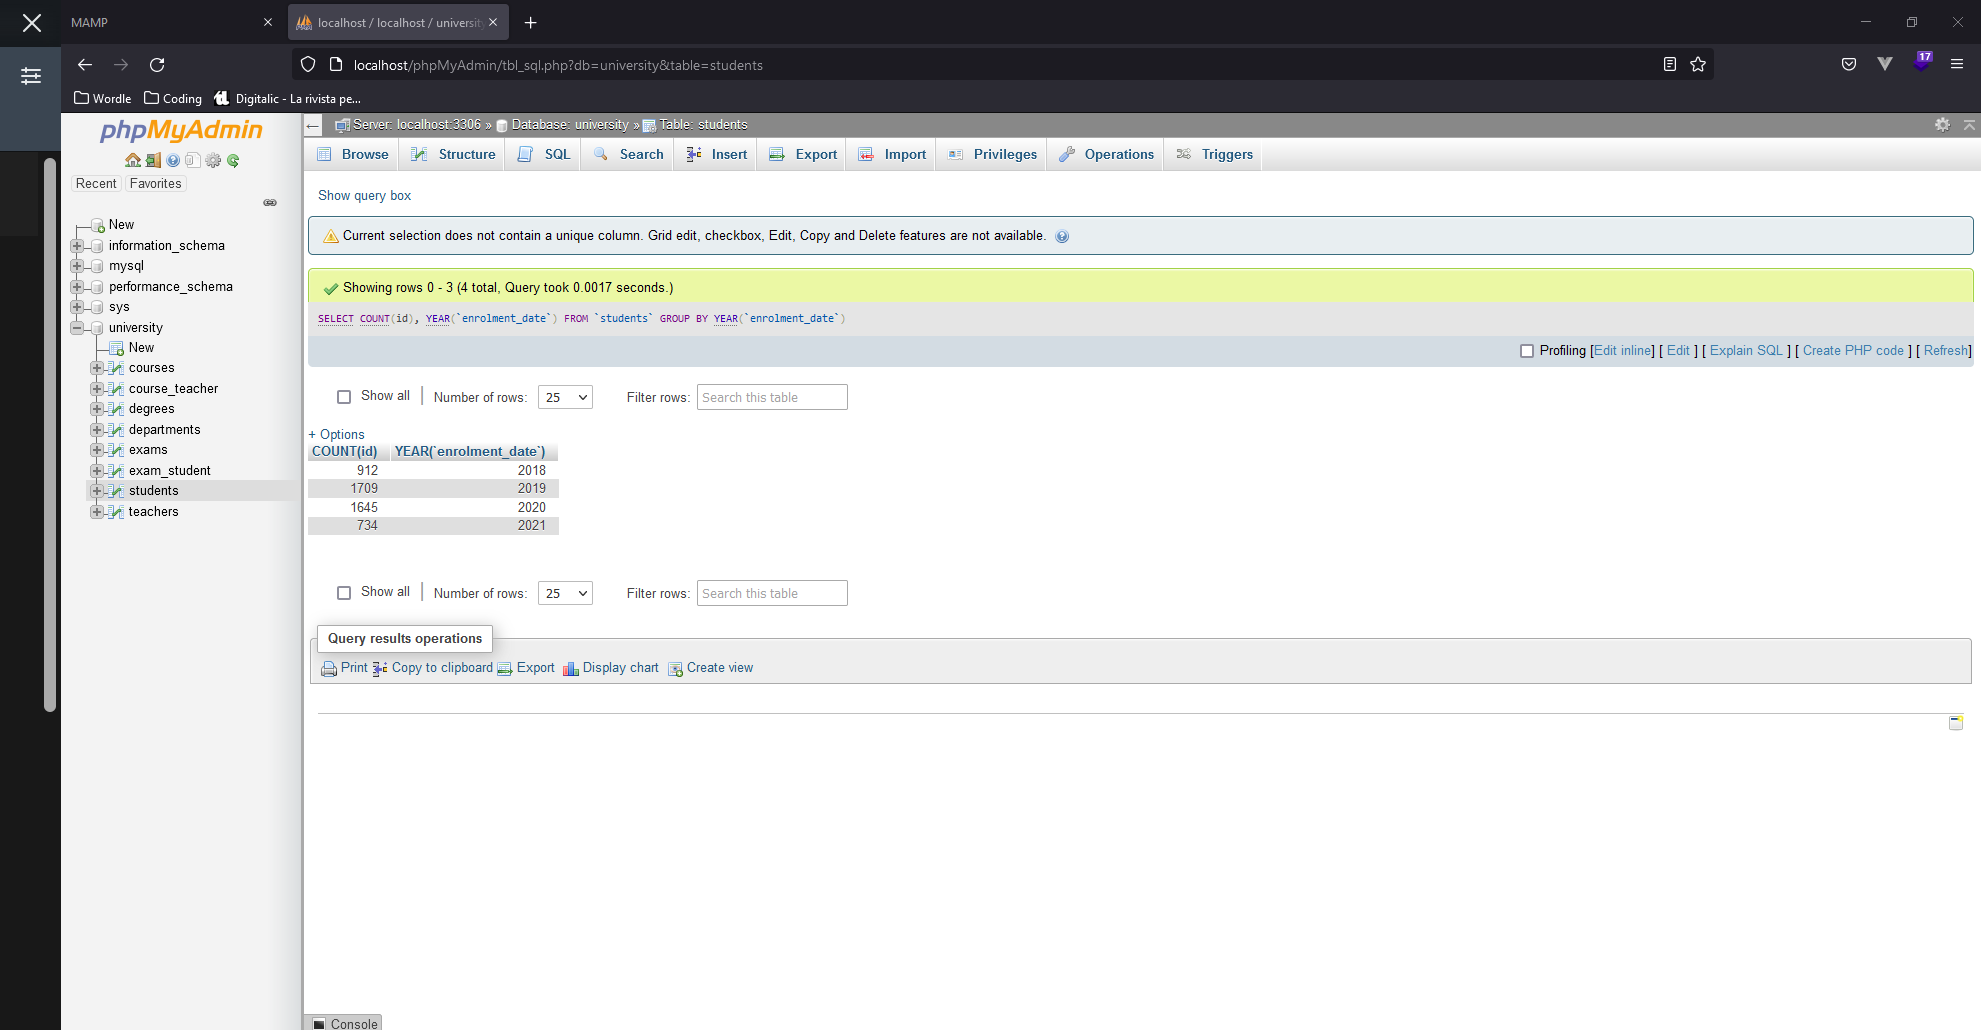 MAMP
localhost / localhost / university
localhost/phpMyAdmin/tbl_sql.php?db=university&table=students
17
Wordle Coding Digitalic - La rivista pe...
phpMyAdmin
Recent Favorites
New
information_schema
mysql
performance_schema
sys
university
New
courses
course_teacher
degrees
departments
exams
exam_student
students
teachers
Server: localhost:3306 » Database: university » Table: students
Browse Structure SQL Search Insert Export Import Privileges Operations Triggers
Show query box
Current selection does not contain a unique column. Grid edit, checkbox, Edit, Copy and Delete features are not available.
Showing rows 0 - 3 (4 total, Query took 0.0017 seconds.)
SELECT COUNT(id), YEAR(`enrolment_date`) FROM `students` GROUP BY YEAR(`enrolment_date`)
Profiling [Edit inline] [ Edit ] [ Explain SQL ] [ Create PHP code ] [ Refresh]
Show all Number of rows: 25 Filter rows: Search this table
+ Options
COUNT(id) YEAR(`enrolment_date`)
912 2018
1709 2019
1645 2020
734 2021
Show all Number of rows: 25 Filter rows: Search this table
Query results operations
Print Copy to clipboard Export Display chart Create view
Console